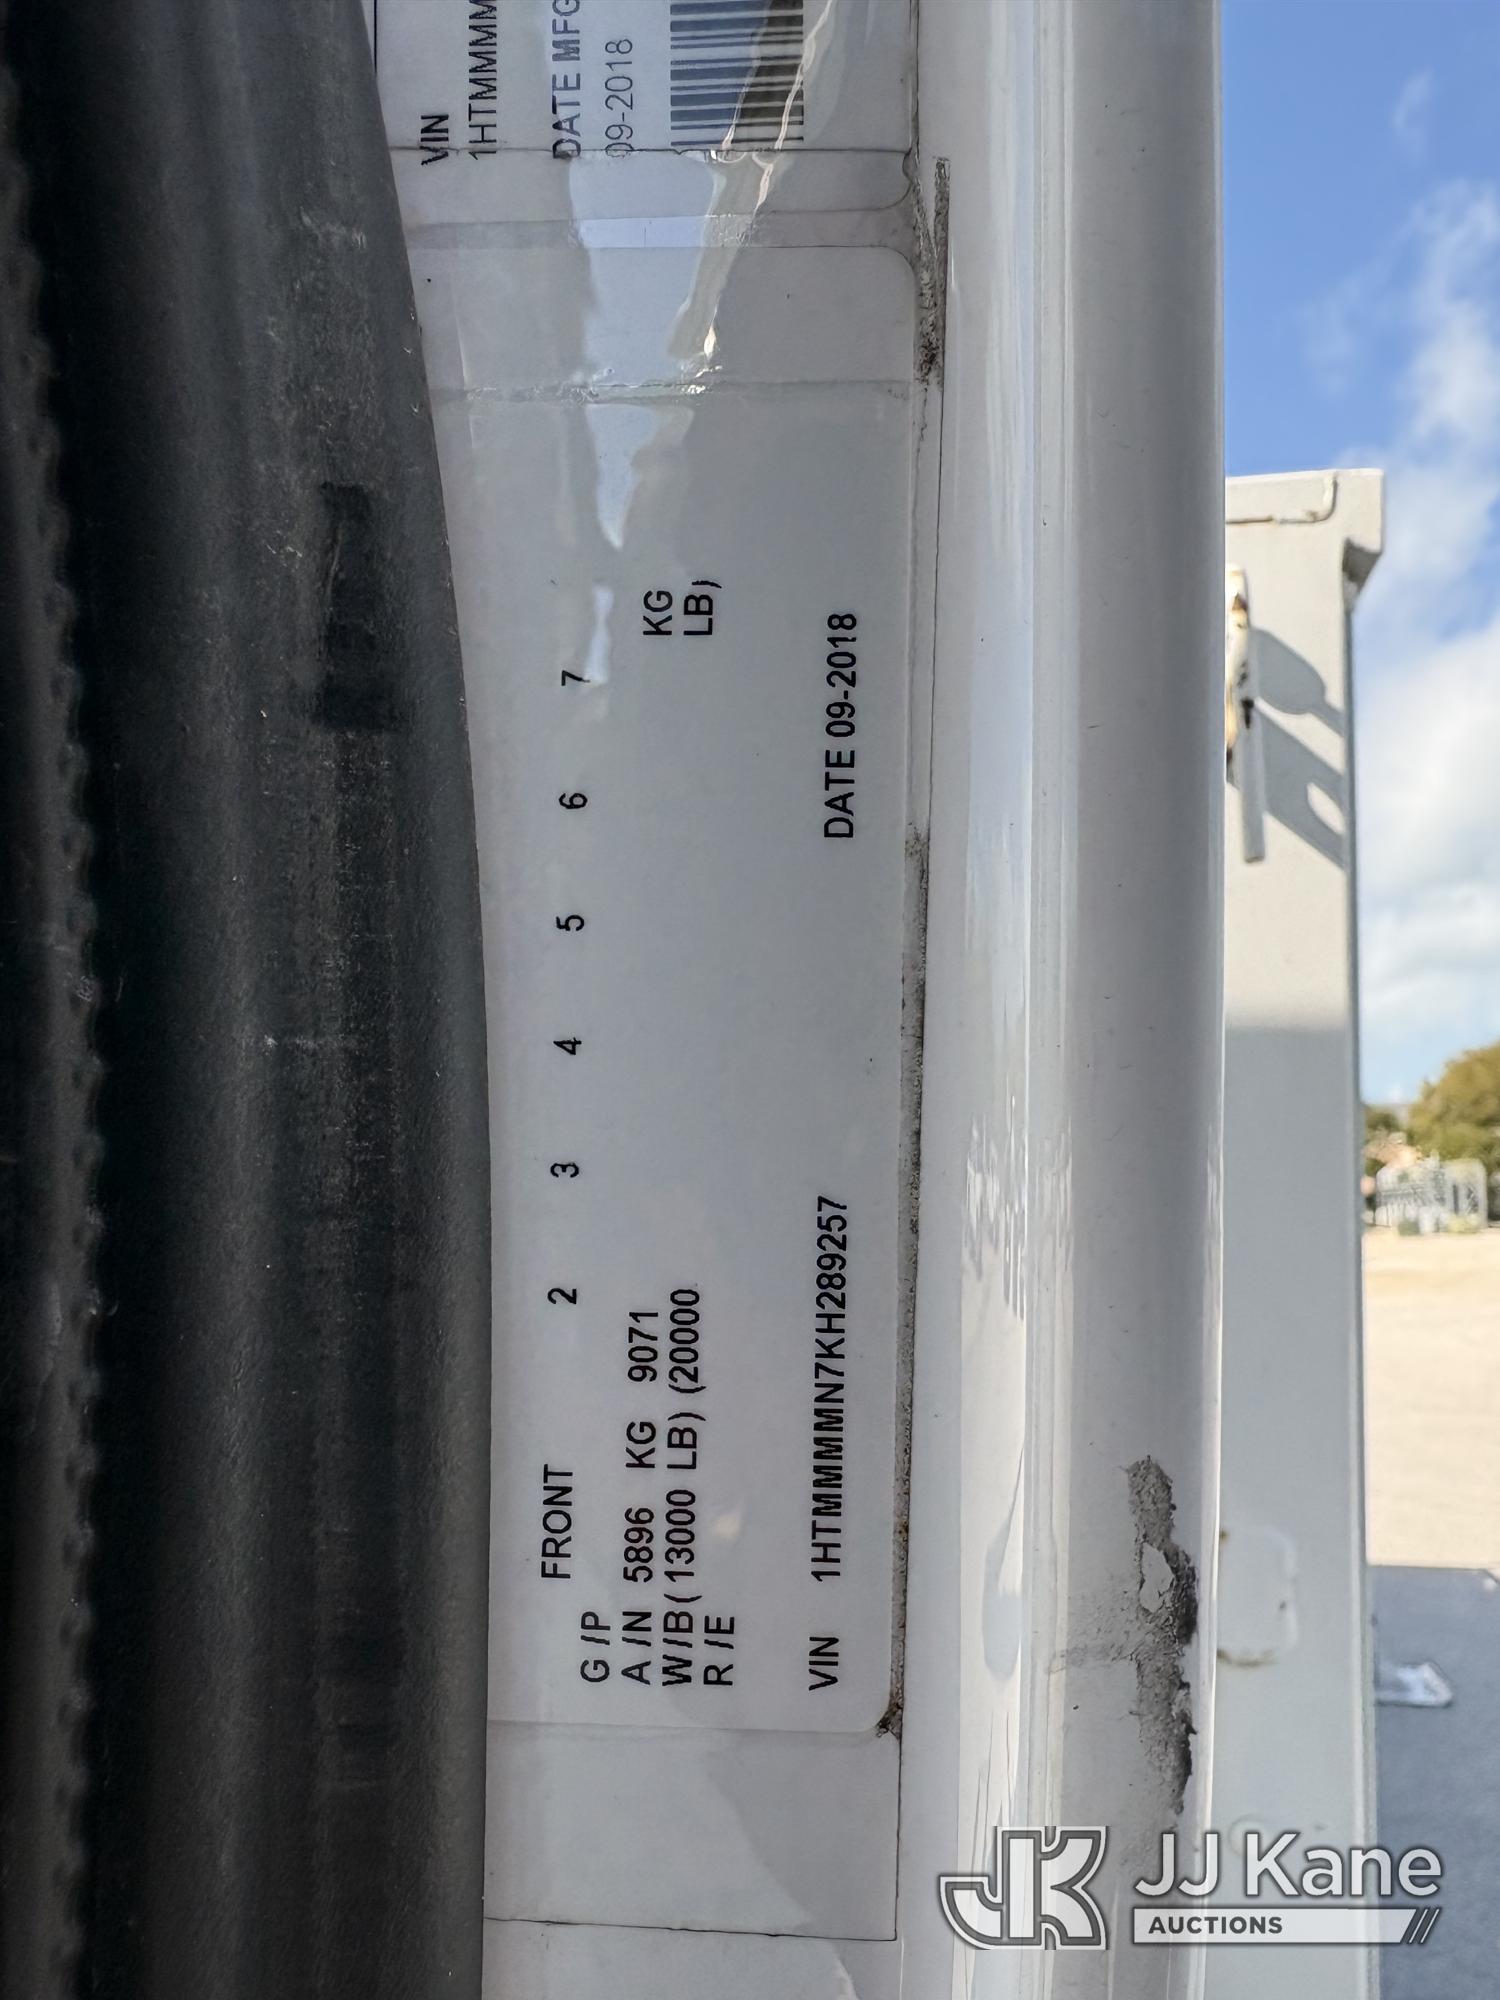 VIN
1HTMMMM
DATE MFG
09-2018
FRONT 2 3 4 5 6 7
G /P
A /N 5896 KG 9071 KG
W/B(13000 LB) (20000 LB)
R /E
VIN 1HTMMMMN7KH289257 DATE 09-2018
JJ Kane
AUCTIONS